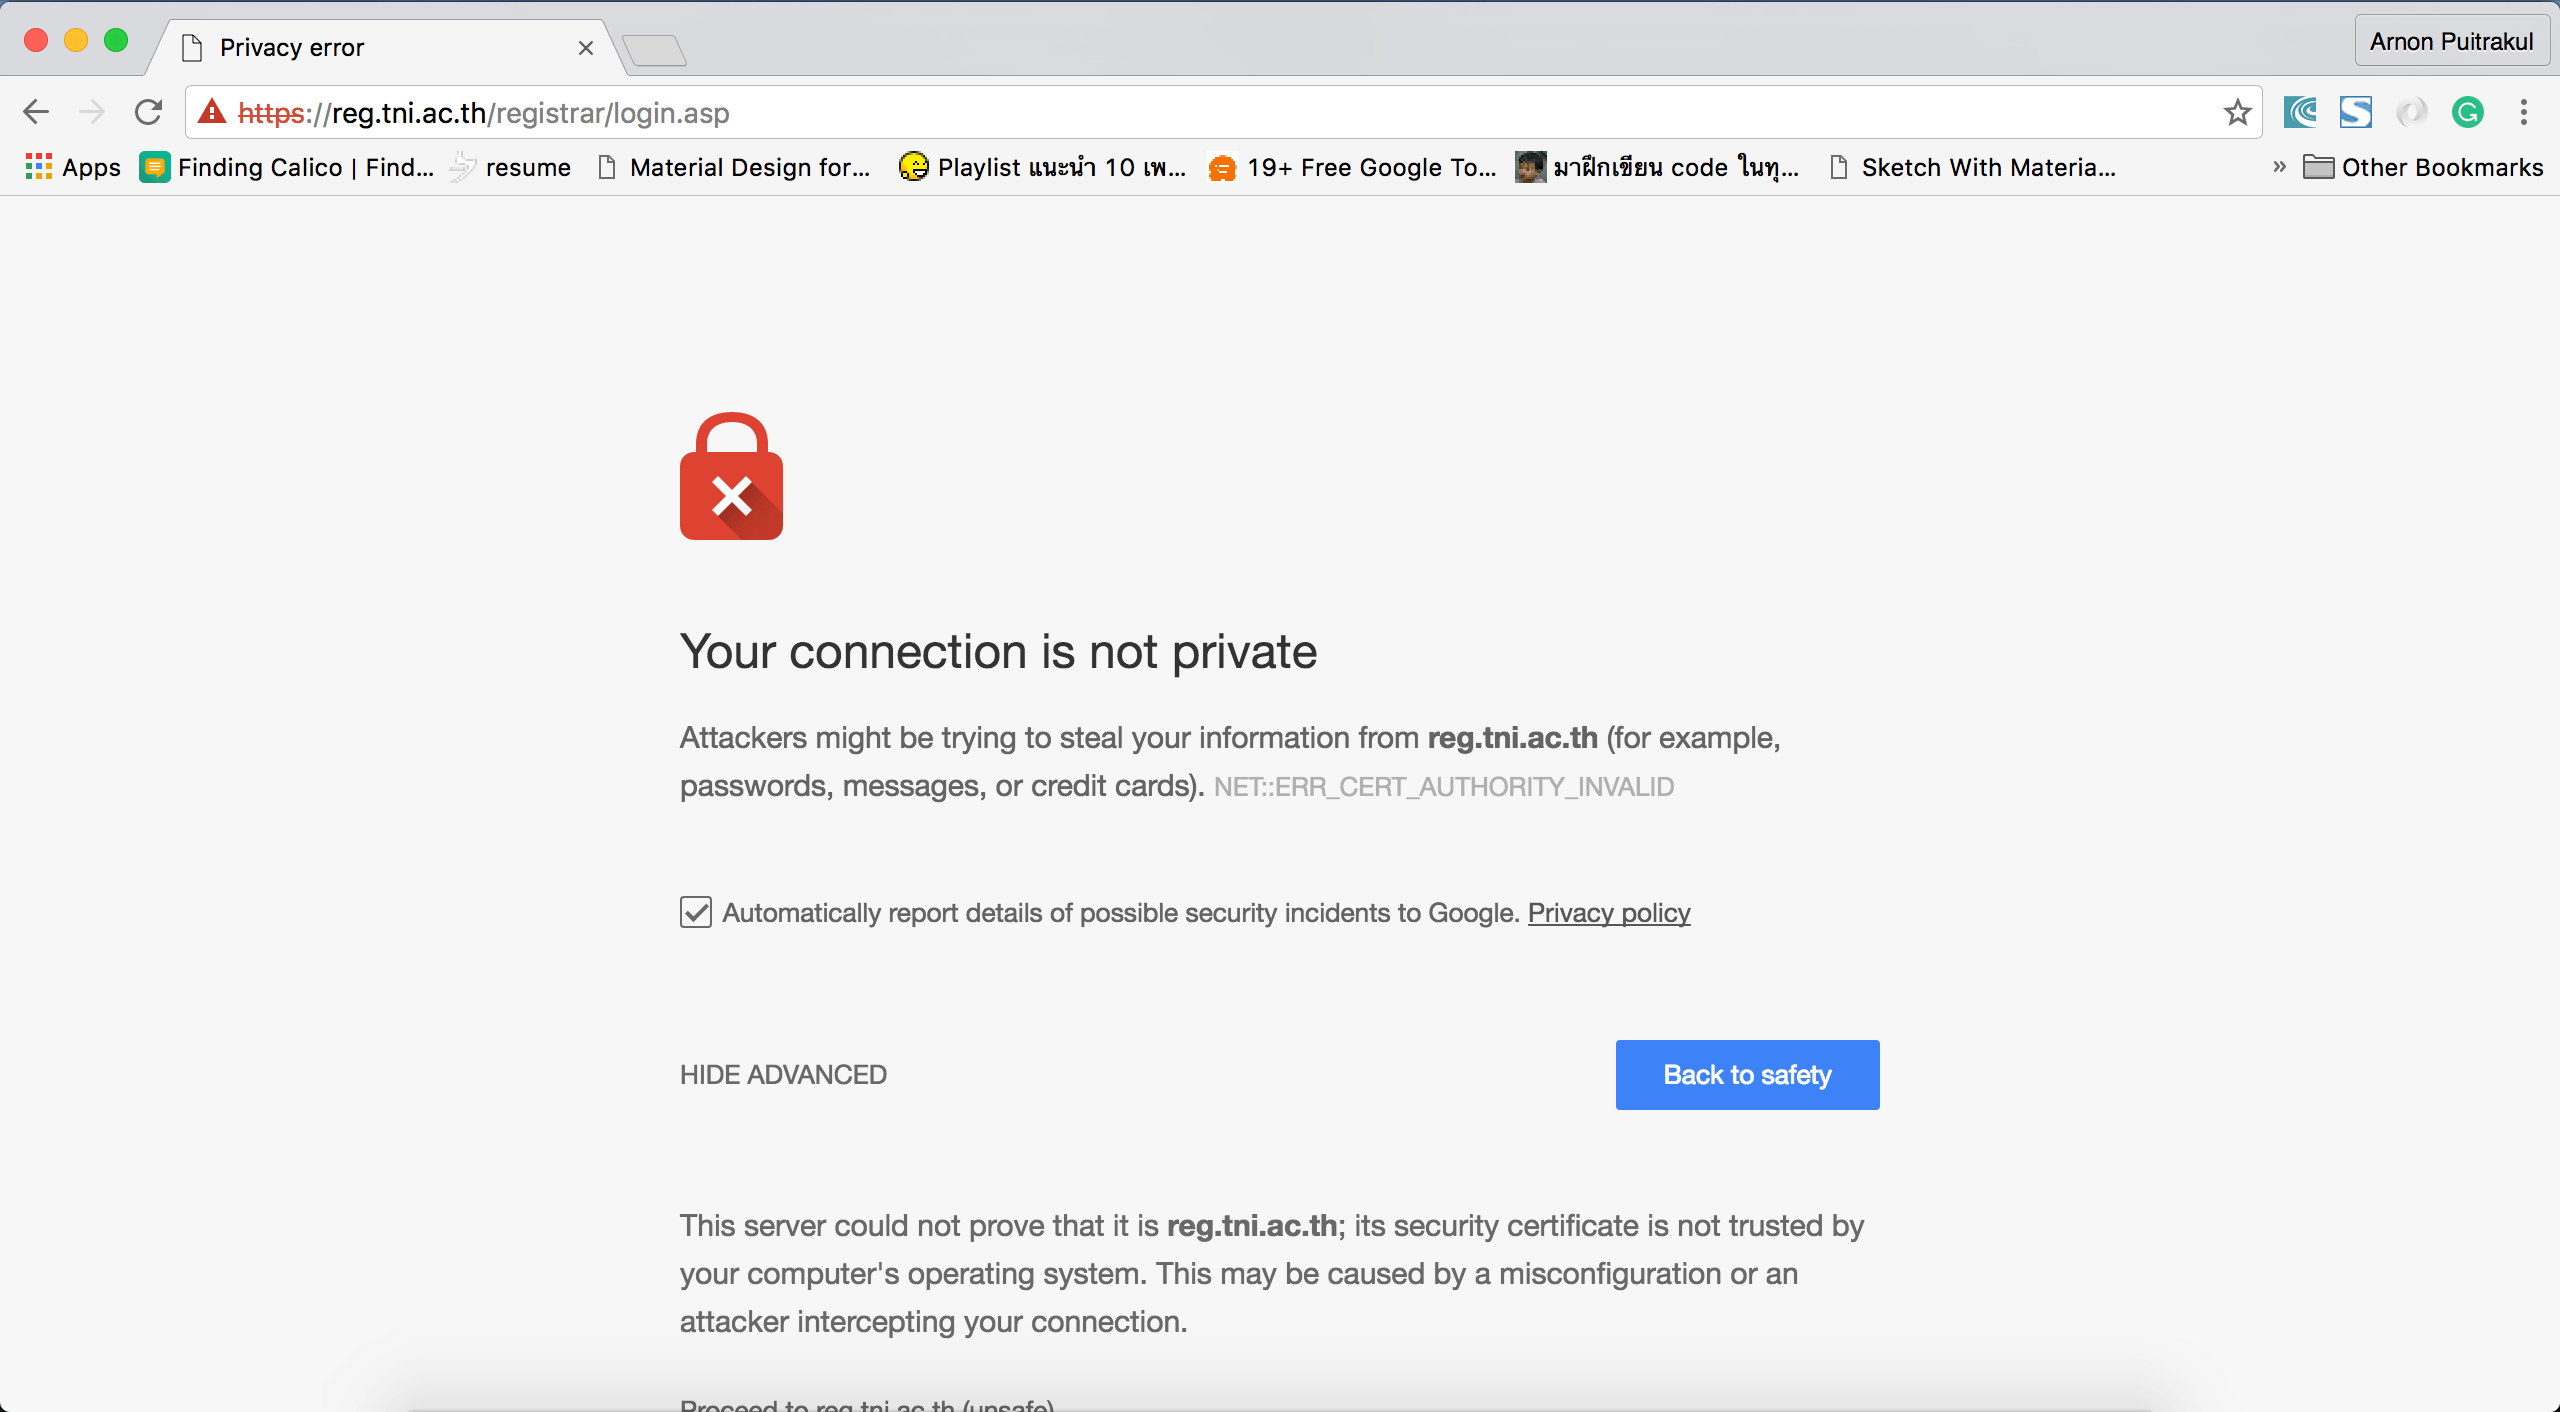 Privacy error
Arnon Puitrakul
https://reg.tni.ac.th/registrar/login.asp
Apps Finding Calico | Find... resume Material Design for... Playlist แนะนำ 10 เพ... 19+ Free Google To... มาฝึกเขียน code ในทุ... Sketch With Materia... » Other Bookmarks
Your connection is not private
Attackers might be trying to steal your information from reg.tni.ac.th (for example,
passwords, messages, or credit cards). NET::ERR_CERT_AUTHORITY_INVALID
Automatically report details of possible security incidents to Google. Privacy policy
HIDE ADVANCED
Back to safety
This server could not prove that it is reg.tni.ac.th; its security certificate is not trusted by
your computer's operating system. This may be caused by a misconfiguration or an
attacker intercepting your connection.
Proceed to reg.tni.ac.th (unsafe)